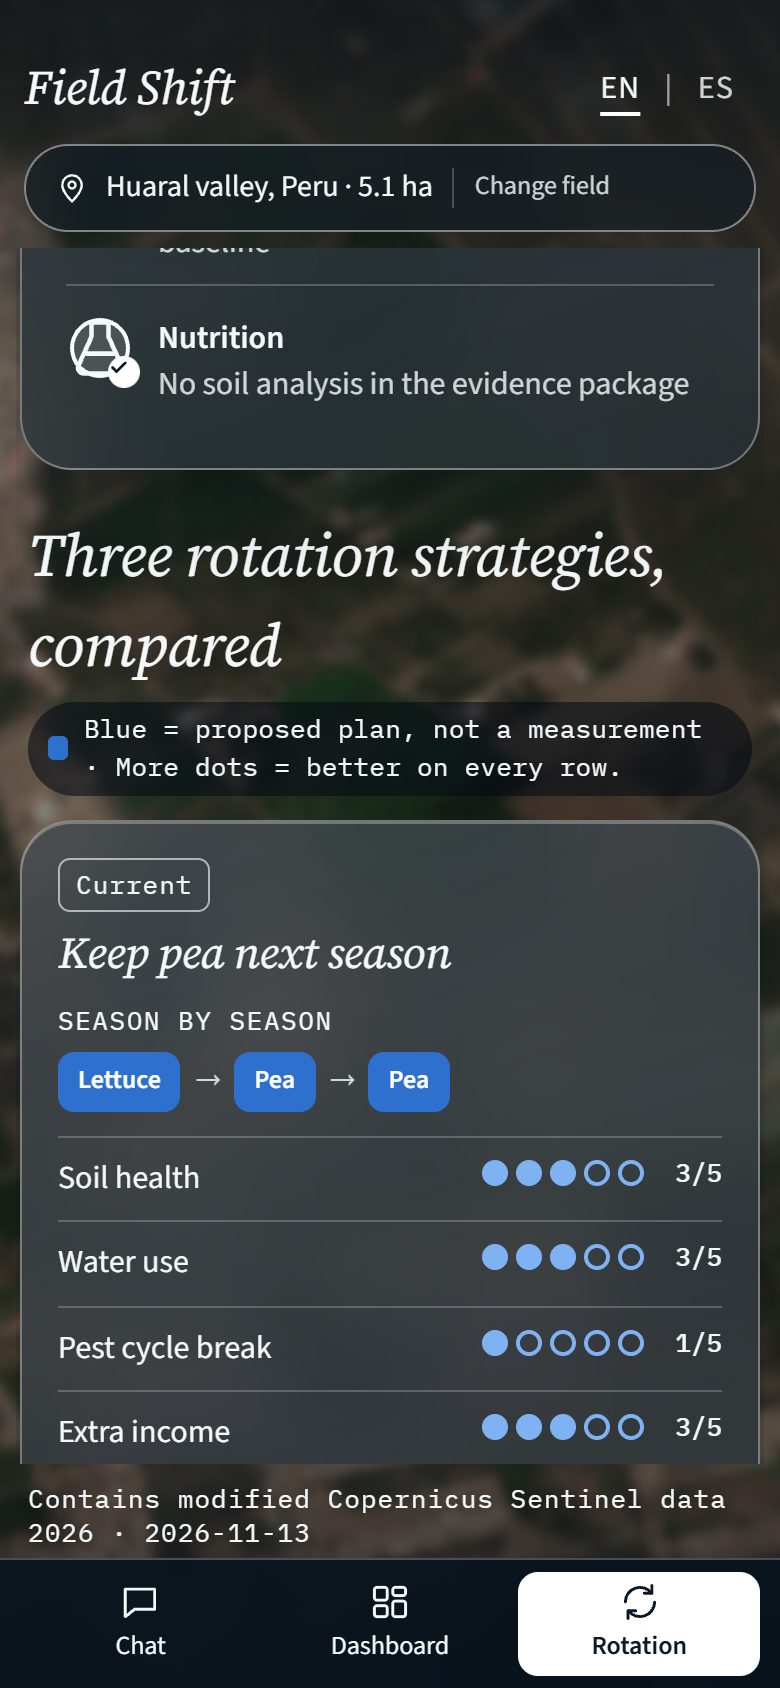 Field Shift
EN | ES
Huaral valley, Peru · 5.1 ha | Change field
baseline
Nutrition
No soil analysis in the evidence package
Three rotation strategies,
compared
Blue = proposed plan, not a measurement
· More dots = better on every row.
Current
Keep pea next season
SEASON BY SEASON
Lettuce → Pea → Pea
Soil health 3/5
Water use 3/5
Pest cycle break 1/5
Extra income 3/5
Contains modified Copernicus Sentinel data
2026 · 2026-11-13
Chat
Dashboard
Rotation